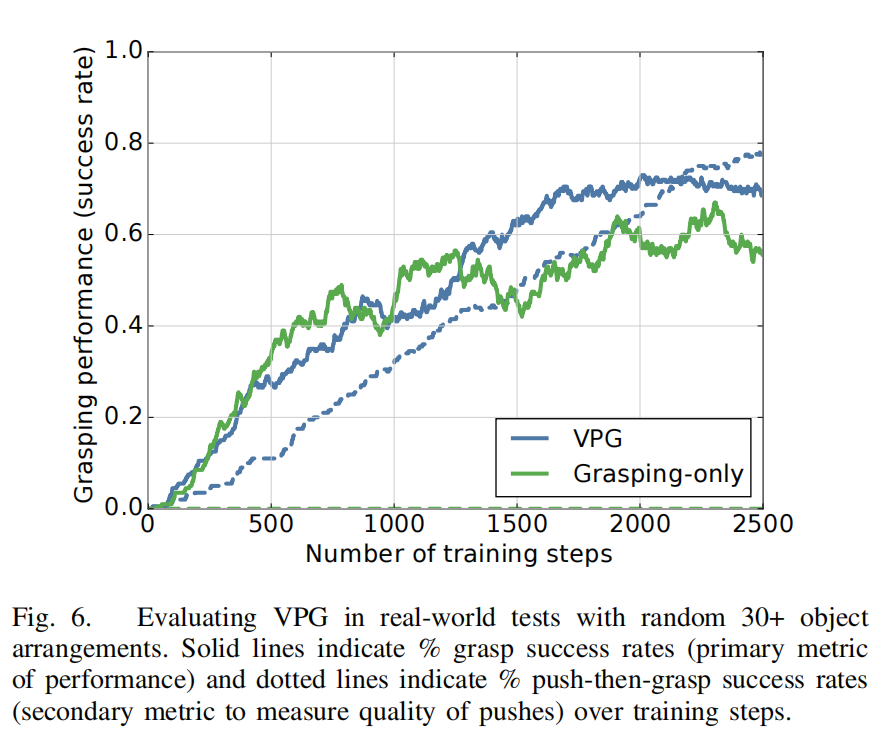 Grasping performance (success rate)
1.0
0.8
0.6
0.4
0.2
0.0
0 500 1000 1500 2000 2500
Number of training steps
VPG
Grasping-only
Fig. 6. Evaluating VPG in real-world tests with random 30+ object
arrangements. Solid lines indicate % grasp success rates (primary metric
of performance) and dotted lines indicate % push-then-grasp success rates
(secondary metric to measure quality of pushes) over training steps.